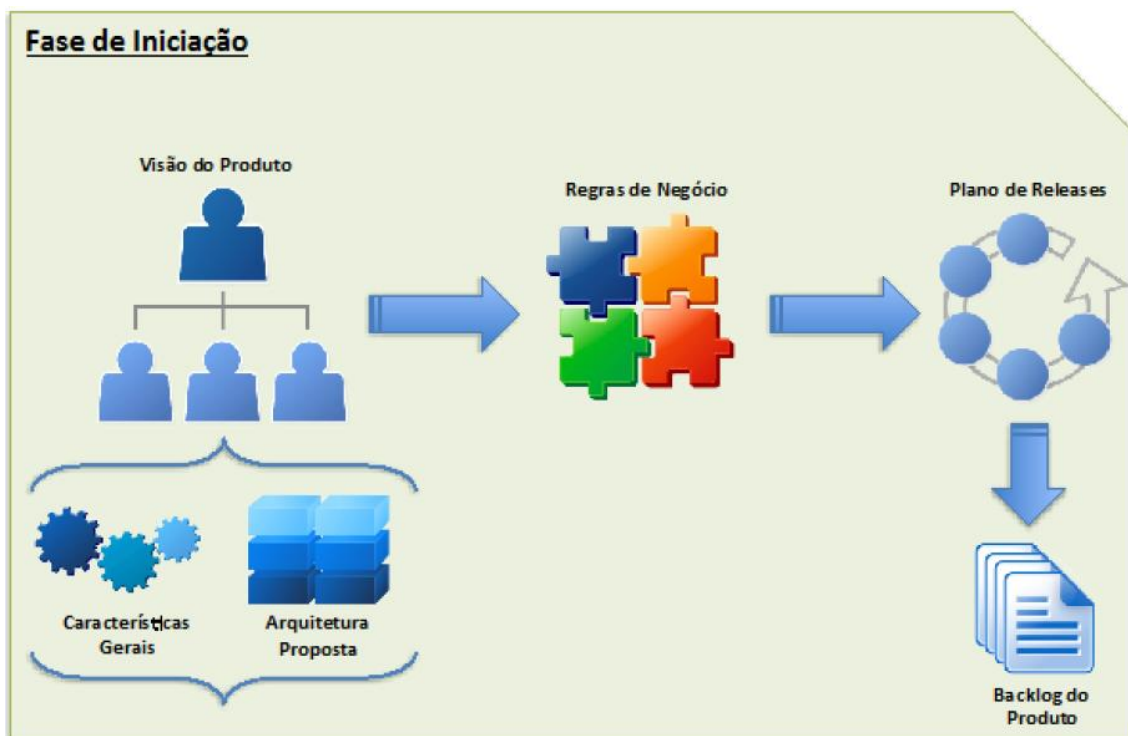 Fase de Iniciação
Visão do Produto
Regras de Negócio
Plano de Releases
Características
Gerais
Arquitetura
Proposta
Backlog do
Produto